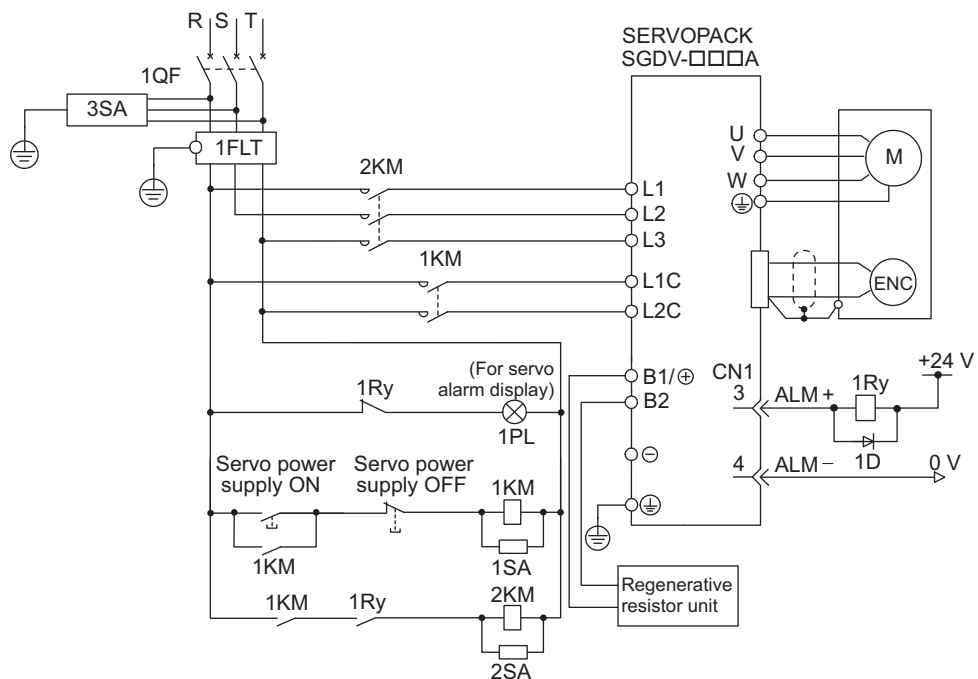 R S T
1QF
3SA
1FLT
2KM
1KM
SERVOPACK
SGDV-□□□A
U
V
W
M
ENC
L1
L2
L3
L1C
L2C
B1/⊕
B2
⊖
CN1
3
ALM+
1Ry
+24 V
1D
4
ALM−
0 V
1Ry
(For servo
alarm display)
1PL
Servo power
supply ON
Servo power
supply OFF
1KM
1KM
1SA
1KM
1Ry
2KM
2SA
Regenerative
resistor unit